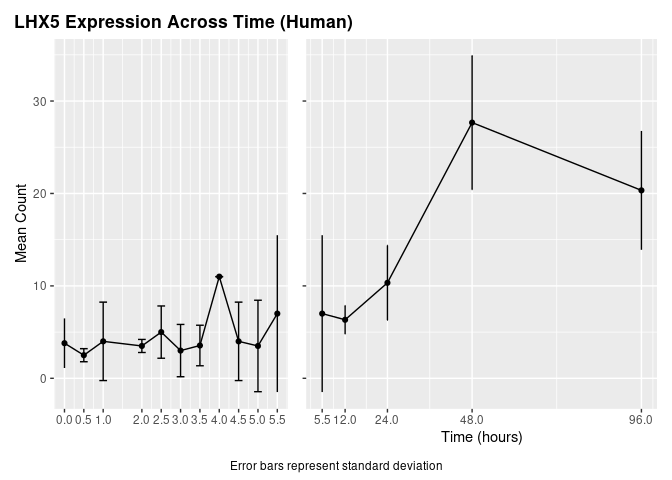 LHX5 Expression Across Time (Human)
Mean Count
30
20
10
0
0.0 0.5 1.0 2.0 2.5 3.0 3.5 4.0 4.5 5.0 5.5
5.5 12.0 24.0 48.0 96.0
Time (hours)
Error bars represent standard deviation